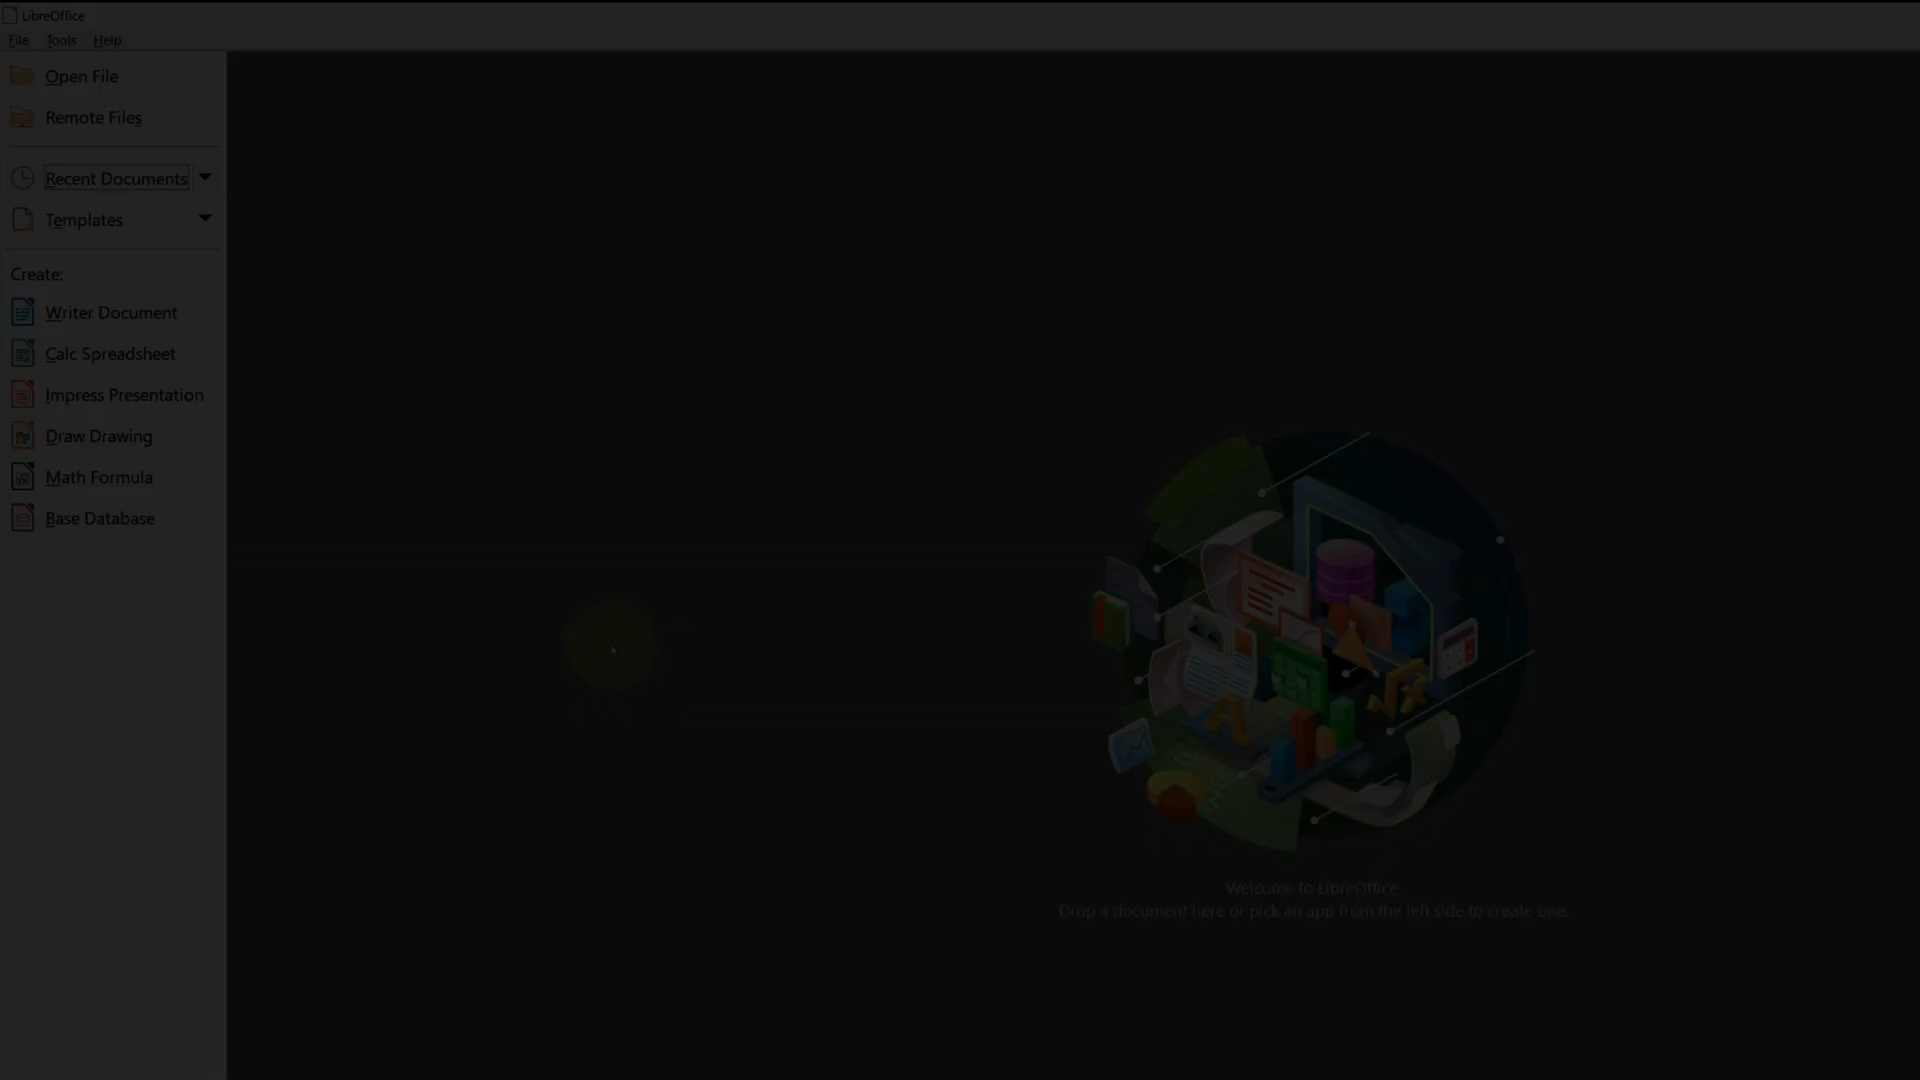 LibreOffice
File Tools Help
Open File
Remote Files
Recent Documents
Templates
Create:
Writer Document
Calc Spreadsheet
Impress Presentation
Draw Drawing
Math Formula
Base Database
Welcome to LibreOffice.
Drop a document here or pick an app from the left side to create one.